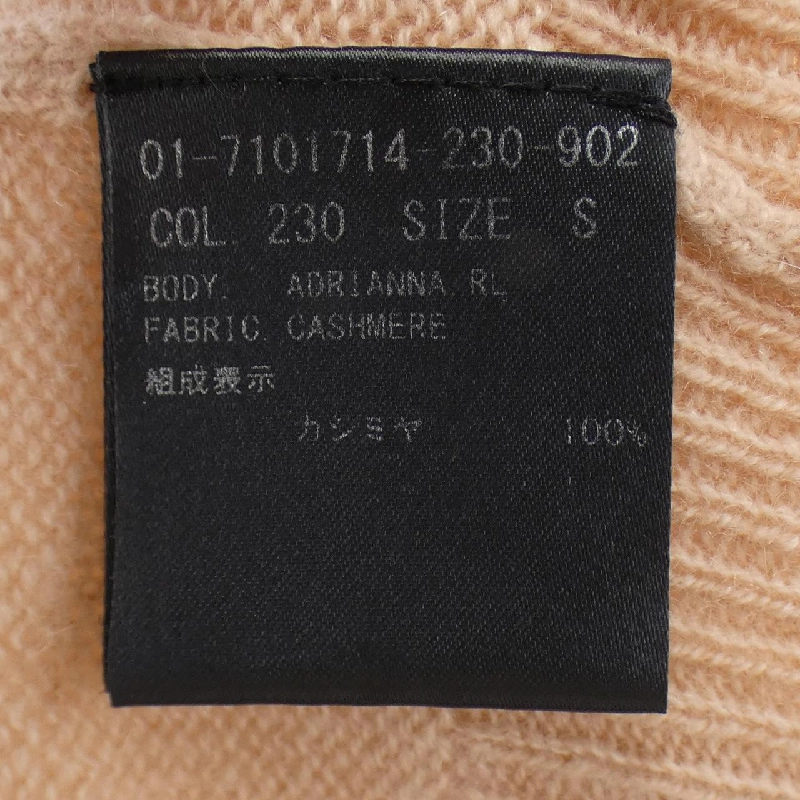 01-7101714-230-902
COL. 230 SIZE S
BODY: ADRIANNA.RL
FABRIC.CASHMERE
組成表示
カシミヤ 100%